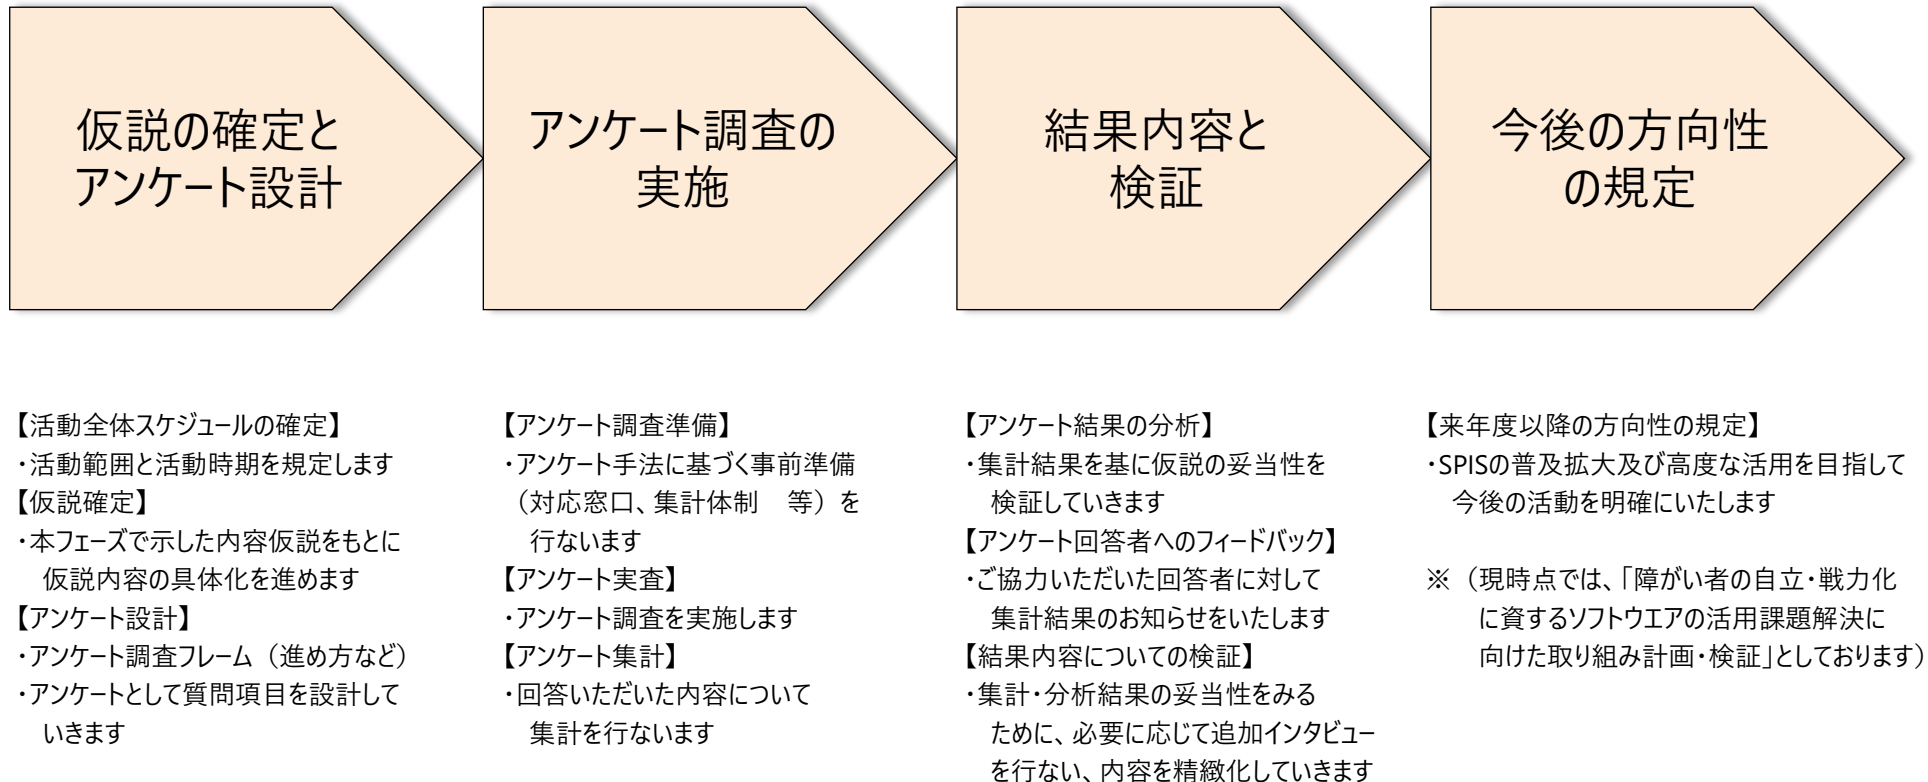 仮説の確定と
アンケート設計
アンケート調査の
実施
結果内容と
検証
今後の方向性
の規定
【活動全体スケジュールの確定】
・活動範囲と活動時期を規定します
【仮説確定】
・本フェーズで示した内容仮説をもとに
仮説内容の具体化を進めます
【アンケート設計】
・アンケート調査フレーム（進め方など）
・アンケートとして質問項目を設計して
いきます
【アンケート調査準備】
・アンケート手法に基づく事前準備
（対応窓口、集計体制　等）を
行ないます
【アンケート実査】
・アンケート調査を実施します
【アンケート集計】
・回答いただいた内容について
集計を行ないます
【アンケート結果の分析】
・集計結果を基に仮説の妥当性を
検証していきます
【アンケート回答者へのフィードバック】
・ご協力いただいた回答者に対して
集計結果のお知らせをいたします
【結果内容についての検証】
・集計・分析結果の妥当性をみる
ために、必要に応じて追加インタビュー
を行ない、内容を精緻化していきます
【来年度以降の方向性の規定】
・SPISの普及拡大及び高度な活用を目指して
今後の活動を明確にいたします
※（現時点では、「障がい者の自立・戦力化
に資するソフトウエアの活用課題解決に
向けた取り組み計画・検証」としております）